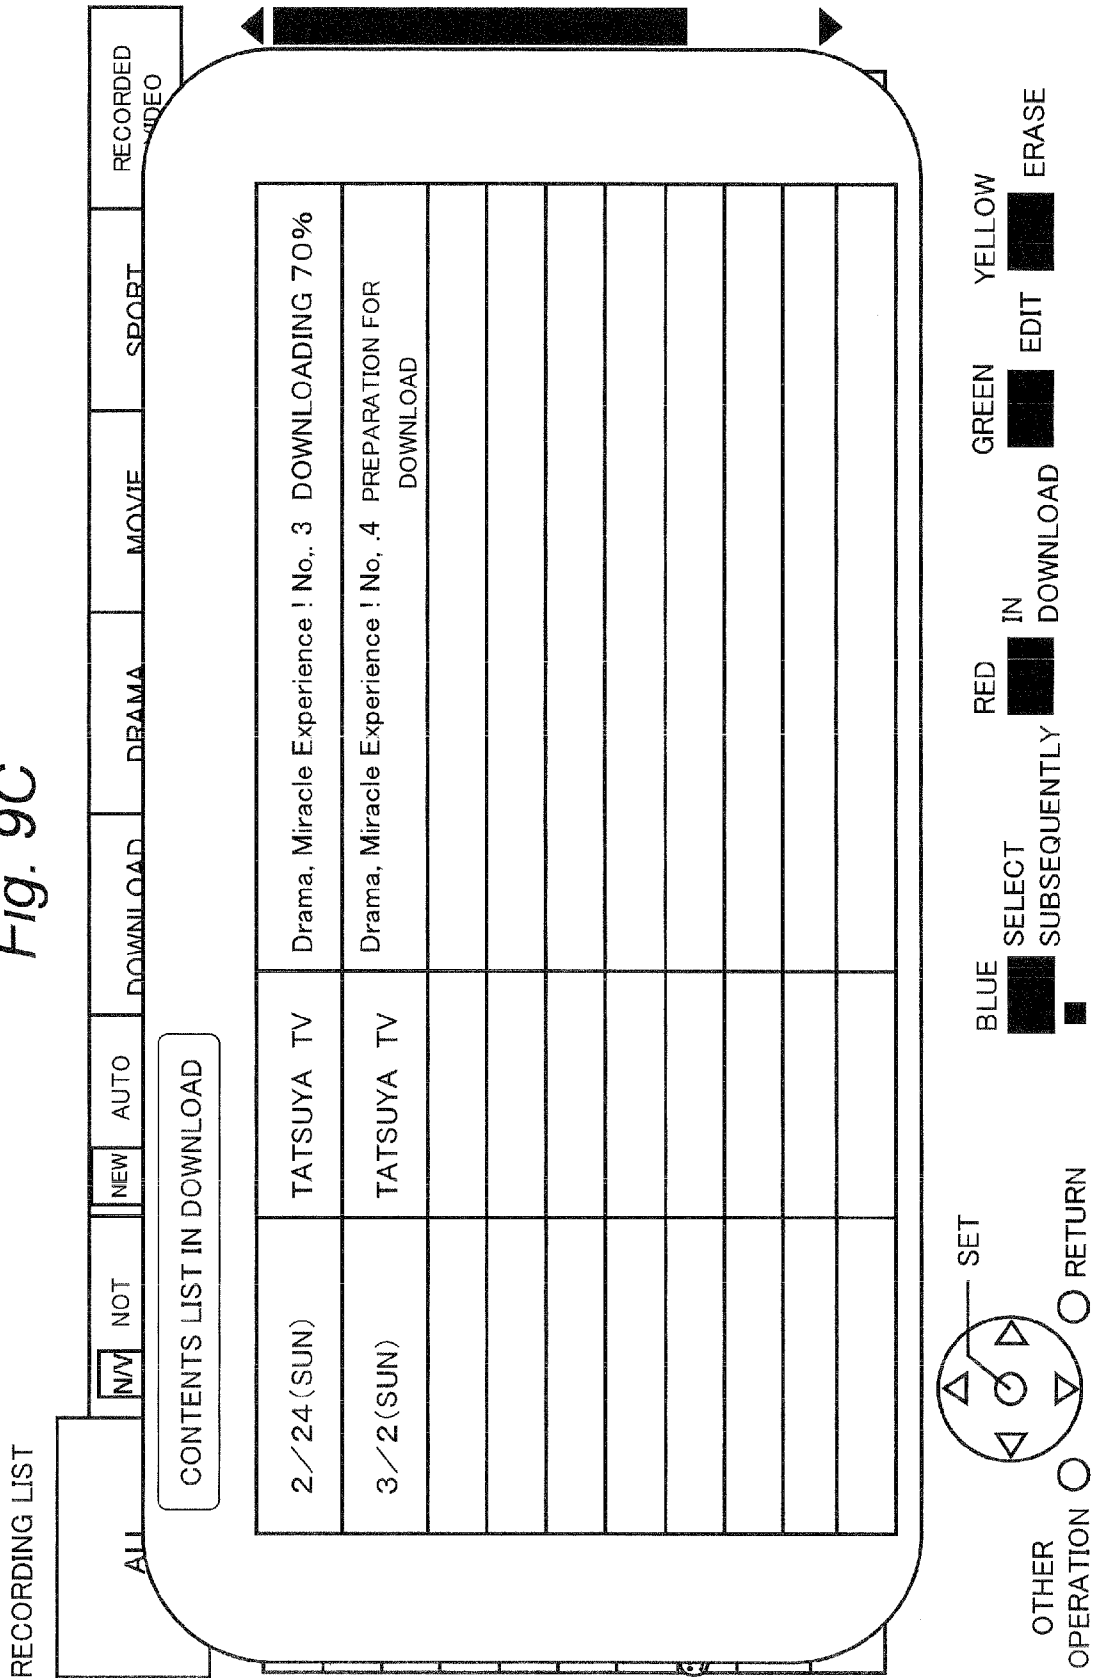 Fig. 9C
RECORDING LIST
AL
N/V NOT
NEW AUTO
DOWNLOAD
DRAMA
MOVIE
SPORT
RECORDED
VIDEO
CONTENTS LIST IN DOWNLOAD
2/24(SUN) TATSUYA TV Drama, Miracle Experience! No,. 3 DOWNLOADING 70%
3/2(SUN) TATSUYA TV Drama, Miracle Experience! No, .4 PREPARATION FOR
DOWNLOAD
SET
OTHER
OPERATION
RETURN
BLUE
SELECT
SUBSEQUENTLY
RED
IN
DOWNLOAD
GREEN
EDIT
YELLOW
ERASE